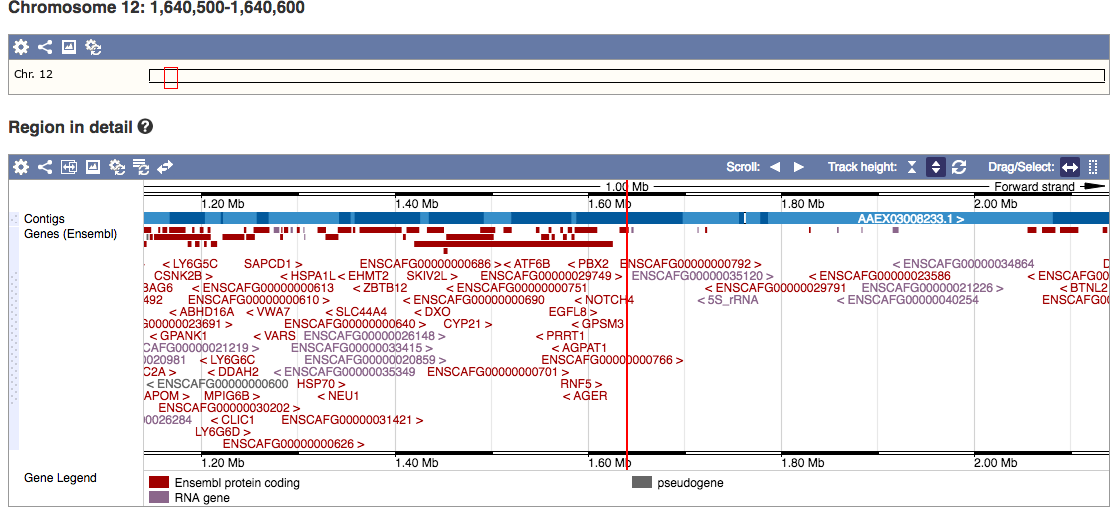 Chromosome 12: 1,640,500-1,640,600
Chr. 12
Region in detail ?
Scroll: Track height: Drag/Select:
1.00 Mb Forward strand
1.20 Mb 1.40 Mb 1.60 Mb 1.80 Mb 2.00 Mb
Contigs AAEX03008233.1 >
Genes (Ensembl)
< LY6G5C SAPCD1 > ENSCAFG00000000686 > < ATF6B < PBX2 ENSCAFG00000000792 > < ENSCAFG00000034864 D
CSNK2B > < HSPA1L < EHMT2 SKIV2L > ENSCAFG00000029749 > ENSCAFG00000035120 > < ENSCAFG00000023586 < ENSCAFG0
BAG6 < ENSCAFG00000000613 < ZBTB12 < ENSCAFG00000000751 < ENSCAFG00000029791 ENSCAFG00000021226 > < BTNL2
492 ENSCAFG00000000610 > < ENSCAFG00000000690 < NOTCH4 < 5S_rRNA < ENSCAFG00000040254 ENSCAFG0
< ABHD16A < VWA7 < SLC44A4 < DXO EGFL8 >
G00000023691 > ENSCAFG00000000640 > CYP21 > < GPSM3
< GPANK1 < VARS ENSCAFG00000026148 > < PRRT1
CAFG00000021219 > ENSCAFG00000033415 > < AGPAT1
0020981 < LY6G6C ENSCAFG00000020859 > ENSCAFG00000000766 >
C2A > < DDAH2 < ENSCAFG00000035349 ENSCAFG00000000701 >
< ENSCAFG00000000600 HSP70 > RNF5 >
APOM > MPIG6B > < NEU1 < AGER
ENSCAFG00000030202 >
0026284 < CLIC1 ENSCAFG00000031421 >
LY6G6D >
ENSCAFG00000000626 >
1.20 Mb 1.40 Mb 1.60 Mb 1.80 Mb 2.00 Mb
Gene Legend Ensembl protein coding pseudogene
RNA gene